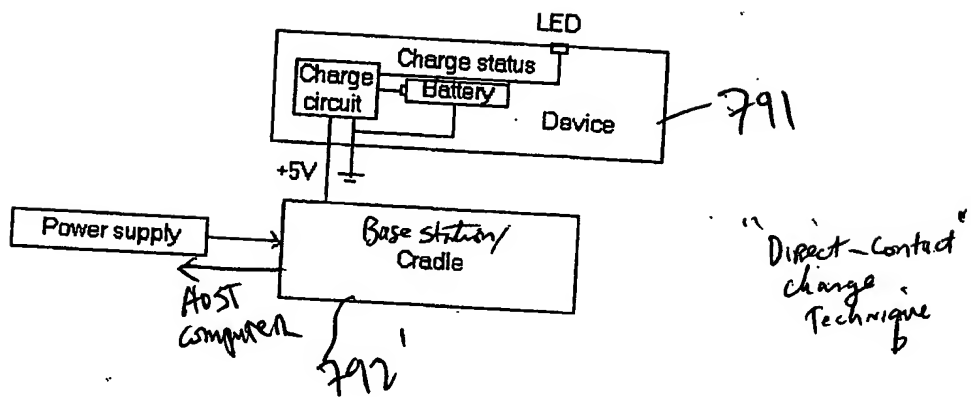 LED
Charge status
Charge
circuit
Battery
Device
791
+5V
Power supply
Base station/
Cradle
HOST
computer
792'
"Direct-Contact"
Charge
Technique